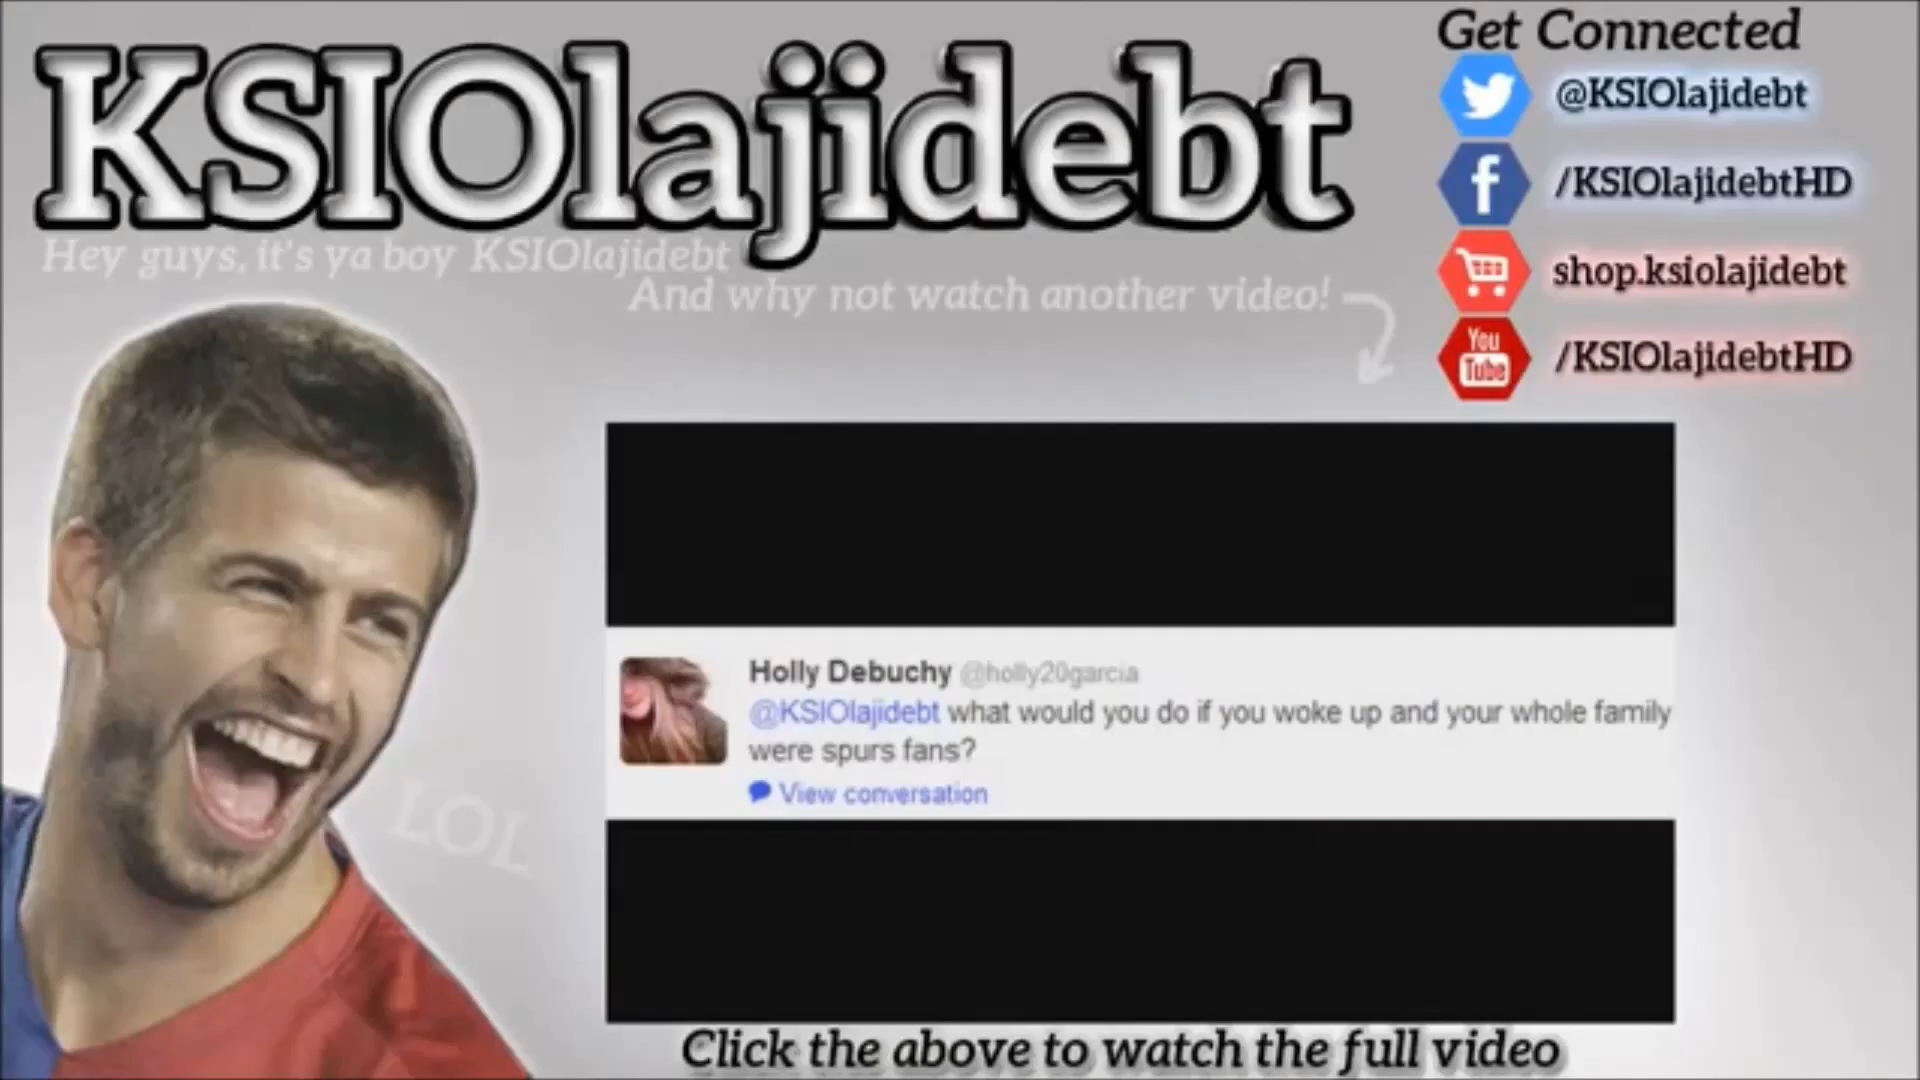 KSIOlajidebt
Hey guys, it's ya boy KSIOlajidebt
And why not watch another video!
Get Connected
@KSIOlajidebt
/KSIOlajidebtHD
shop.ksiolajidebt
You
Tube
/KSIOlajidebtHD
LOL
Holly Debuchy @holly20garcia
@KSIOlajidebt what would you do if you woke up and your whole family
were spurs fans?
View conversation
Click the above to watch the full video